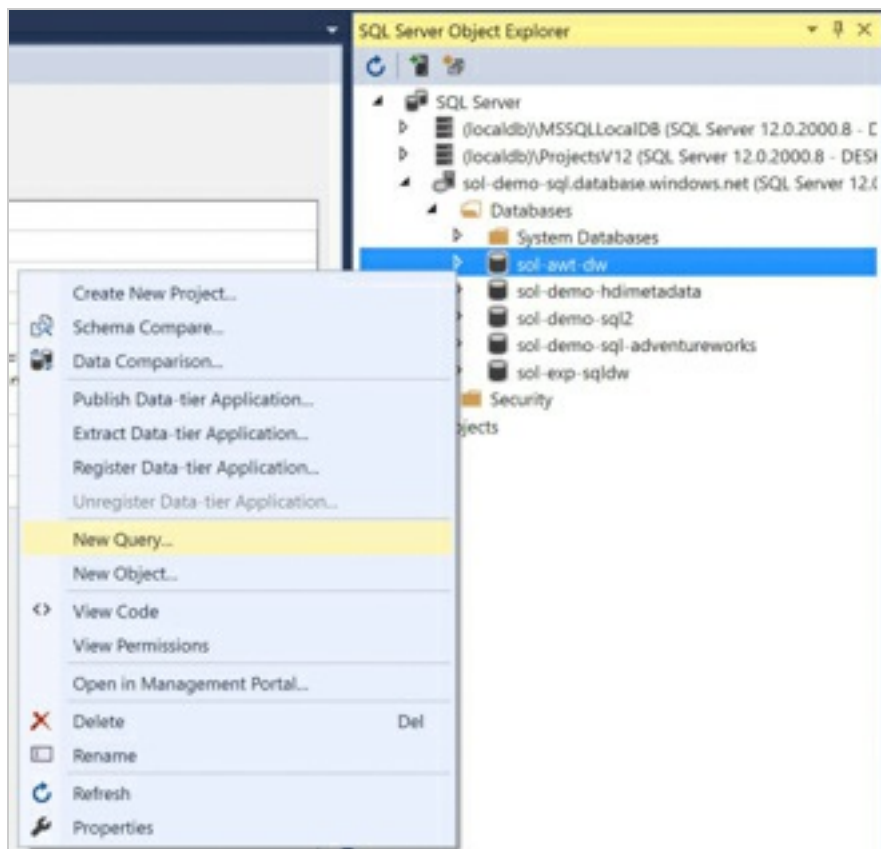 SQL Server Object Explorer
SQL Server
(localdb)\MSSQLLocalDB (SQL Server 12.0.2000.8 - D
(localdb)\ProjectsV12 (SQL Server 12.0.2000.8 - DESK
sol-demo-sql.database.windows.net (SQL Server 12.0
Databases
System Databases
sol-awt-dw
sol-demo-hdimetadata
sol-demo-sql2
sol-demo-sql-adventureworks
sol-exp-sqldw
Security
ojects
Create New Project...
Schema Compare...
Data Comparison...
Publish Data-tier Application...
Extract Data-tier Application...
Register Data-tier Application...
Unregister Data-tier Application...
New Query...
New Object...
View Code
View Permissions
Open in Management Portal...
Delete Del
Rename
Refresh
Properties